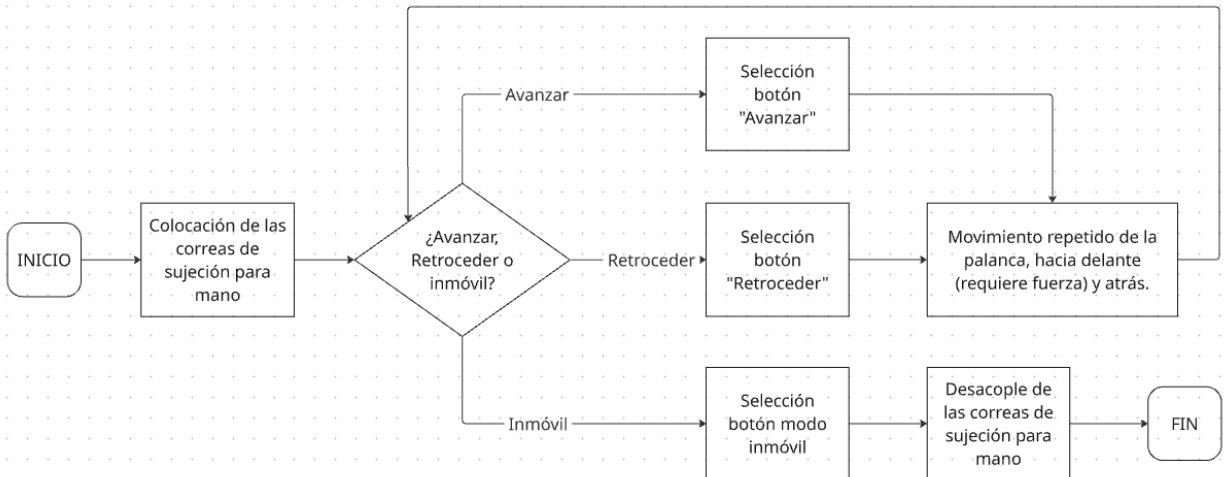 INICIO
Colocación de las
correas de
sujeción para
mano
¿Avanzar,
Retroceder o
inmóvil?
Avanzar
Selección
botón
"Avanzar"
Retroceder
Selección
botón
"Retroceder"
Movimiento repetido de la
palanca, hacia delante
(requiere fuerza) y atrás.
Inmóvil
Selección
botón modo
inmóvil
Desacople de
las correas de
sujeción para
mano
FIN